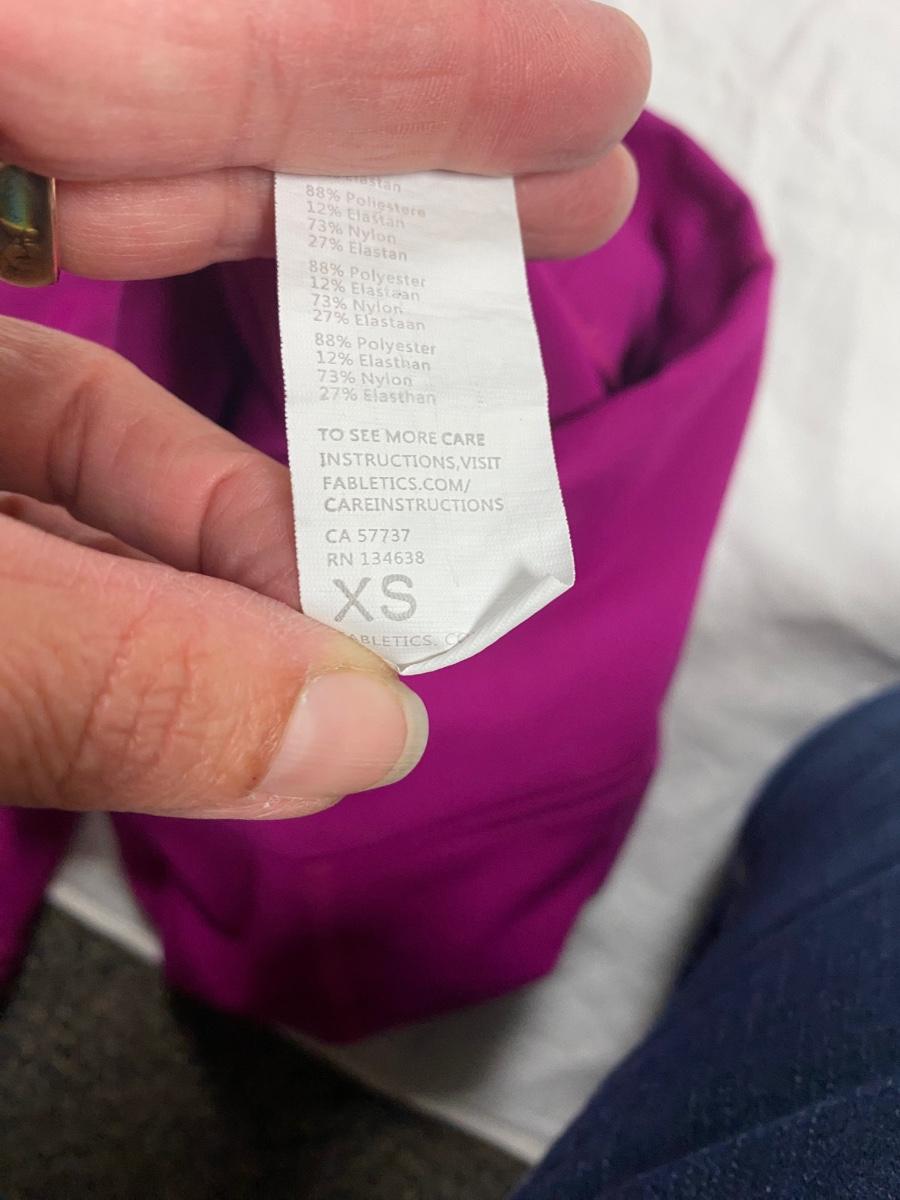 88% Poliestere
12% Elastan
73% Nylon
27% Elastan
88% Polyester
12% Elastaan
73% Nylon
27% Elastaan
88% Polyester
12% Elasthan
73% Nylon
27% Elasthan
TO SEE MORE CARE
INSTRUCTIONS,VISIT
FABLETICS.COM/
CAREINSTRUCTIONS
CA 57737
RN 134638
XS